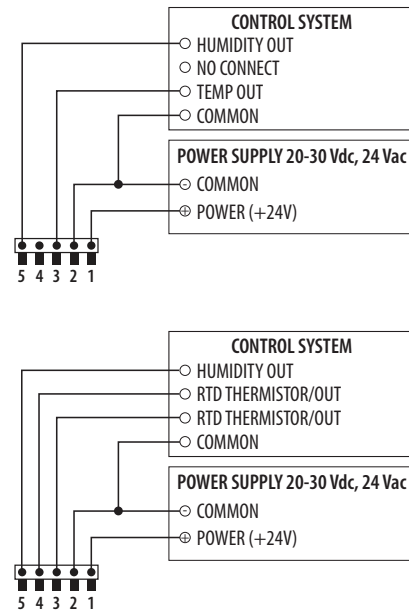 CONTROL SYSTEM
HUMIDITY OUT
NO CONNECT
TEMP OUT
COMMON
POWER SUPPLY 20-30 Vdc, 24 Vac
COMMON
POWER (+24V)
5 4 3 2 1
CONTROL SYSTEM
HUMIDITY OUT
RTD THERMISTOR/OUT
RTD THERMISTOR/OUT
COMMON
POWER SUPPLY 20-30 Vdc, 24 Vac
COMMON
POWER (+24V)
5 4 3 2 1